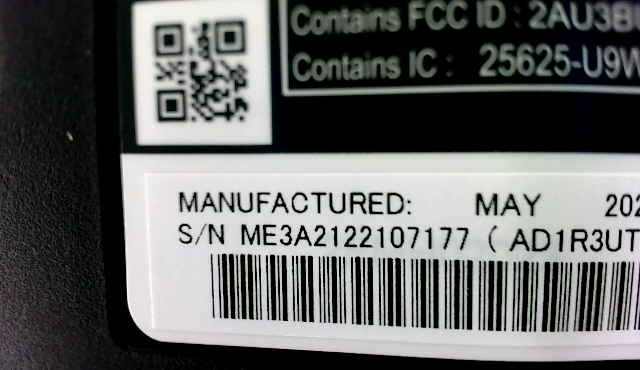 Contains FCC ID : 2AU3B
Contains IC : 25625-U9W
MANUFACTURED: MAY 202
S/N ME3A2122107177 ( AD1R3UT